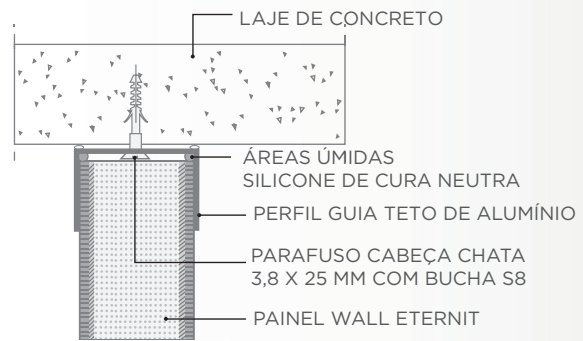 LAJE DE CONCRETO
ÁREAS ÚMIDAS
SILICONE DE CURA NEUTRA
PERFIL GUIA TETO DE ALUMÍNIO
PARAFUSO CABEÇA CHATA
3,8 X 25 MM COM BUCHA S8
PAINEL WALL ETERNIT